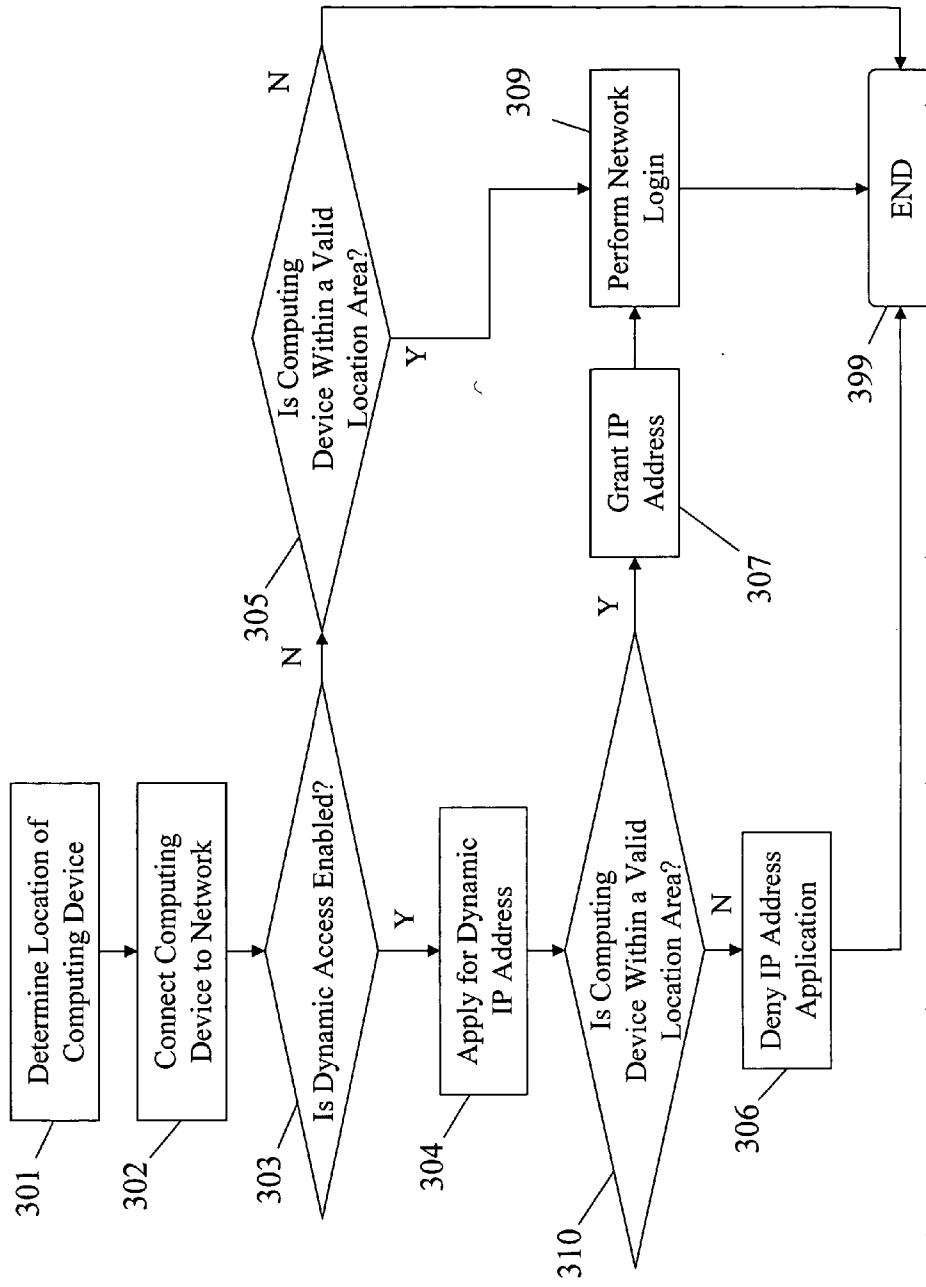 301
Determine Location of
Computing Device
302
Connect Computing
Device to Network
303
Is Dynamic Access Enabled?
N
Y
305
Is Computing
Device Within a Valid
Location Area?
N
Y
304
Apply for Dynamic
IP Address
310
Is Computing
Device Within a Valid
Location Area?
Y
N
307
Grant IP
Address
309
Perform Network
Login
306
Deny IP Address
Application
399
END